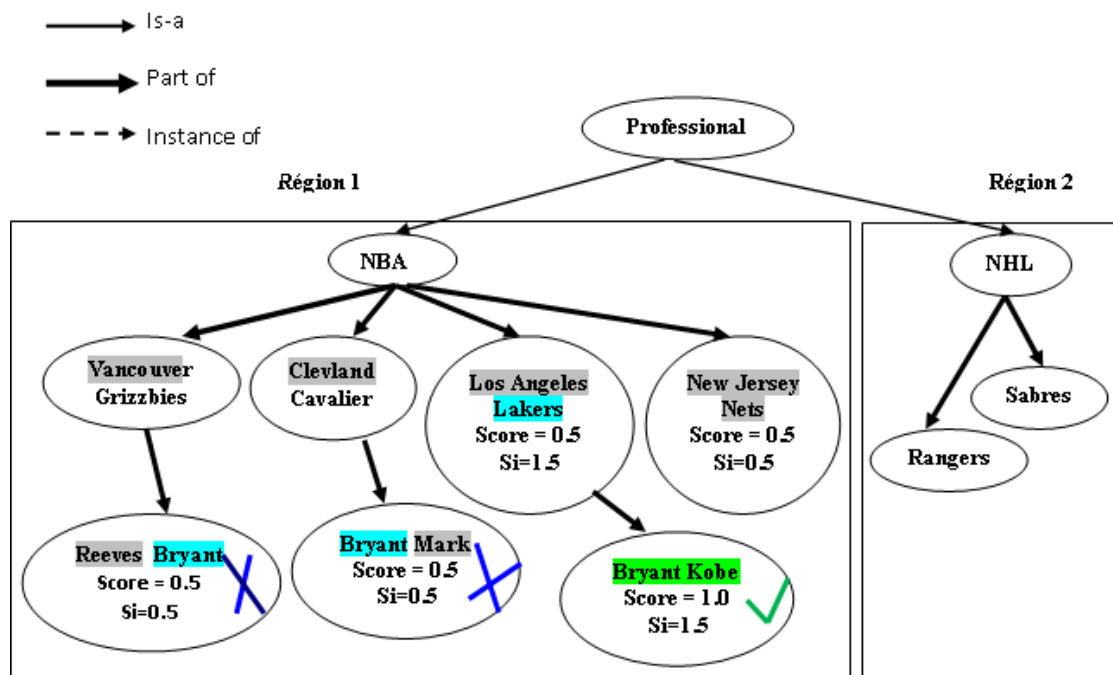 Is-a
Part of
Instance of
Professional
Région 1
Région 2
NBA
NHL
Vancouver
Grizzbies
Clevland
Cavalier
Los Angeles
Lakers
Score = 0.5
Si=1.5
New Jersey
Nets
Score = 0.5
Si=0.5
Sabres
Rangers
Reeves Bryant
Score = 0.5
Si=0.5
Bryant Mark
Score = 0.5
Si=0.5
Bryant Kobe
Score = 1.0
Si=1.5